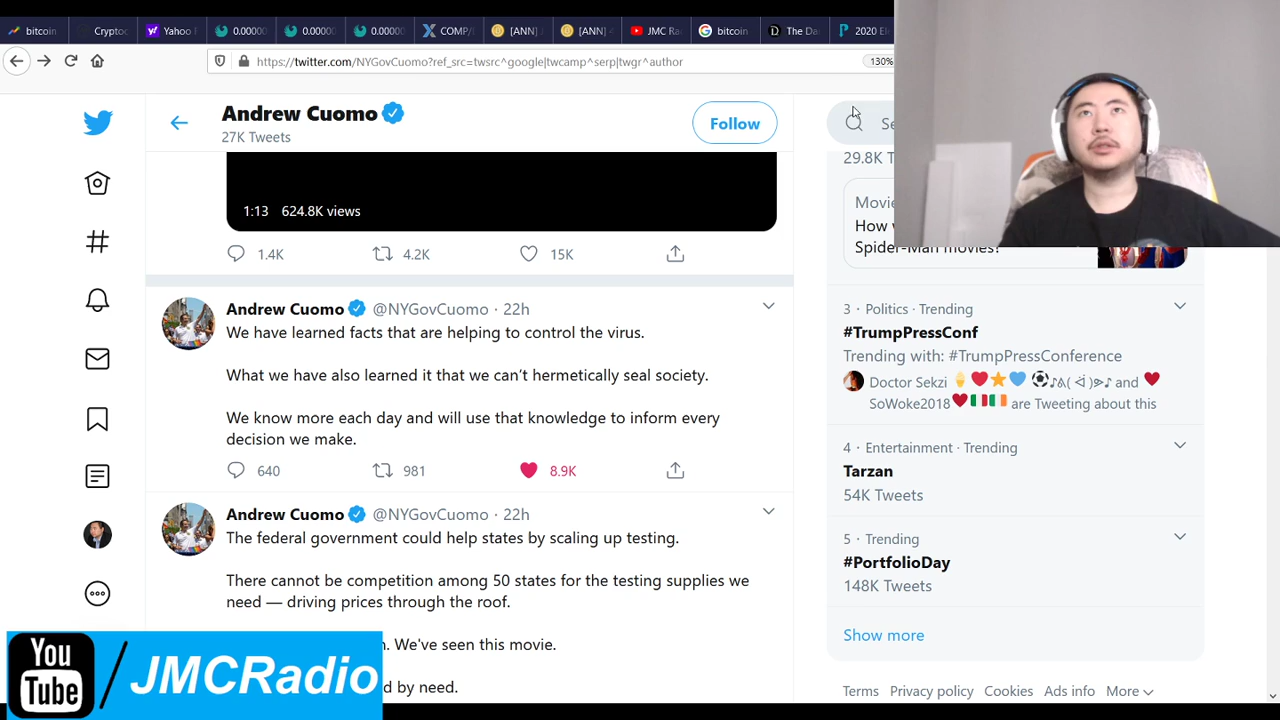 bitcoin
Cryptoc
Yahoo
0.00000
0.00000
0.00000
COMP/
[ANN]
[ANN]
JMC Ra
bitcoin
The Da
2020 El
https://twitter.com/NYGovCuomo?ref_src=twsrc^google|twcamp^serp|twgr^author
130%
Andrew Cuomo
27K Tweets
Follow
Se
1:13 624.8K views
1.4K 4.2K 15K
Andrew Cuomo @NYGovCuomo · 22h
We have learned facts that are helping to control the virus.
What we have also learned it that we can't hermetically seal society.
We know more each day and will use that knowledge to inform every
decision we make.
640 981 8.9K
Andrew Cuomo @NYGovCuomo · 22h
The federal government could help states by scaling up testing.
There cannot be competition among 50 states for the testing supplies we
need — driving prices through the roof.
. We've seen this movie.
d by need.
29.8K T
Movie
How
Spider-Man movies?
3 · Politics · Trending
#TrumpPressConf
Trending with: #TrumpPressConference
Doctor Sekzi and
SoWoke2018 are Tweeting about this
4 · Entertainment · Trending
Tarzan
54K Tweets
5 · Trending
#PortfolioDay
148K Tweets
Show more
Terms Privacy policy Cookies Ads info More
You
Tube
/JMCRadio